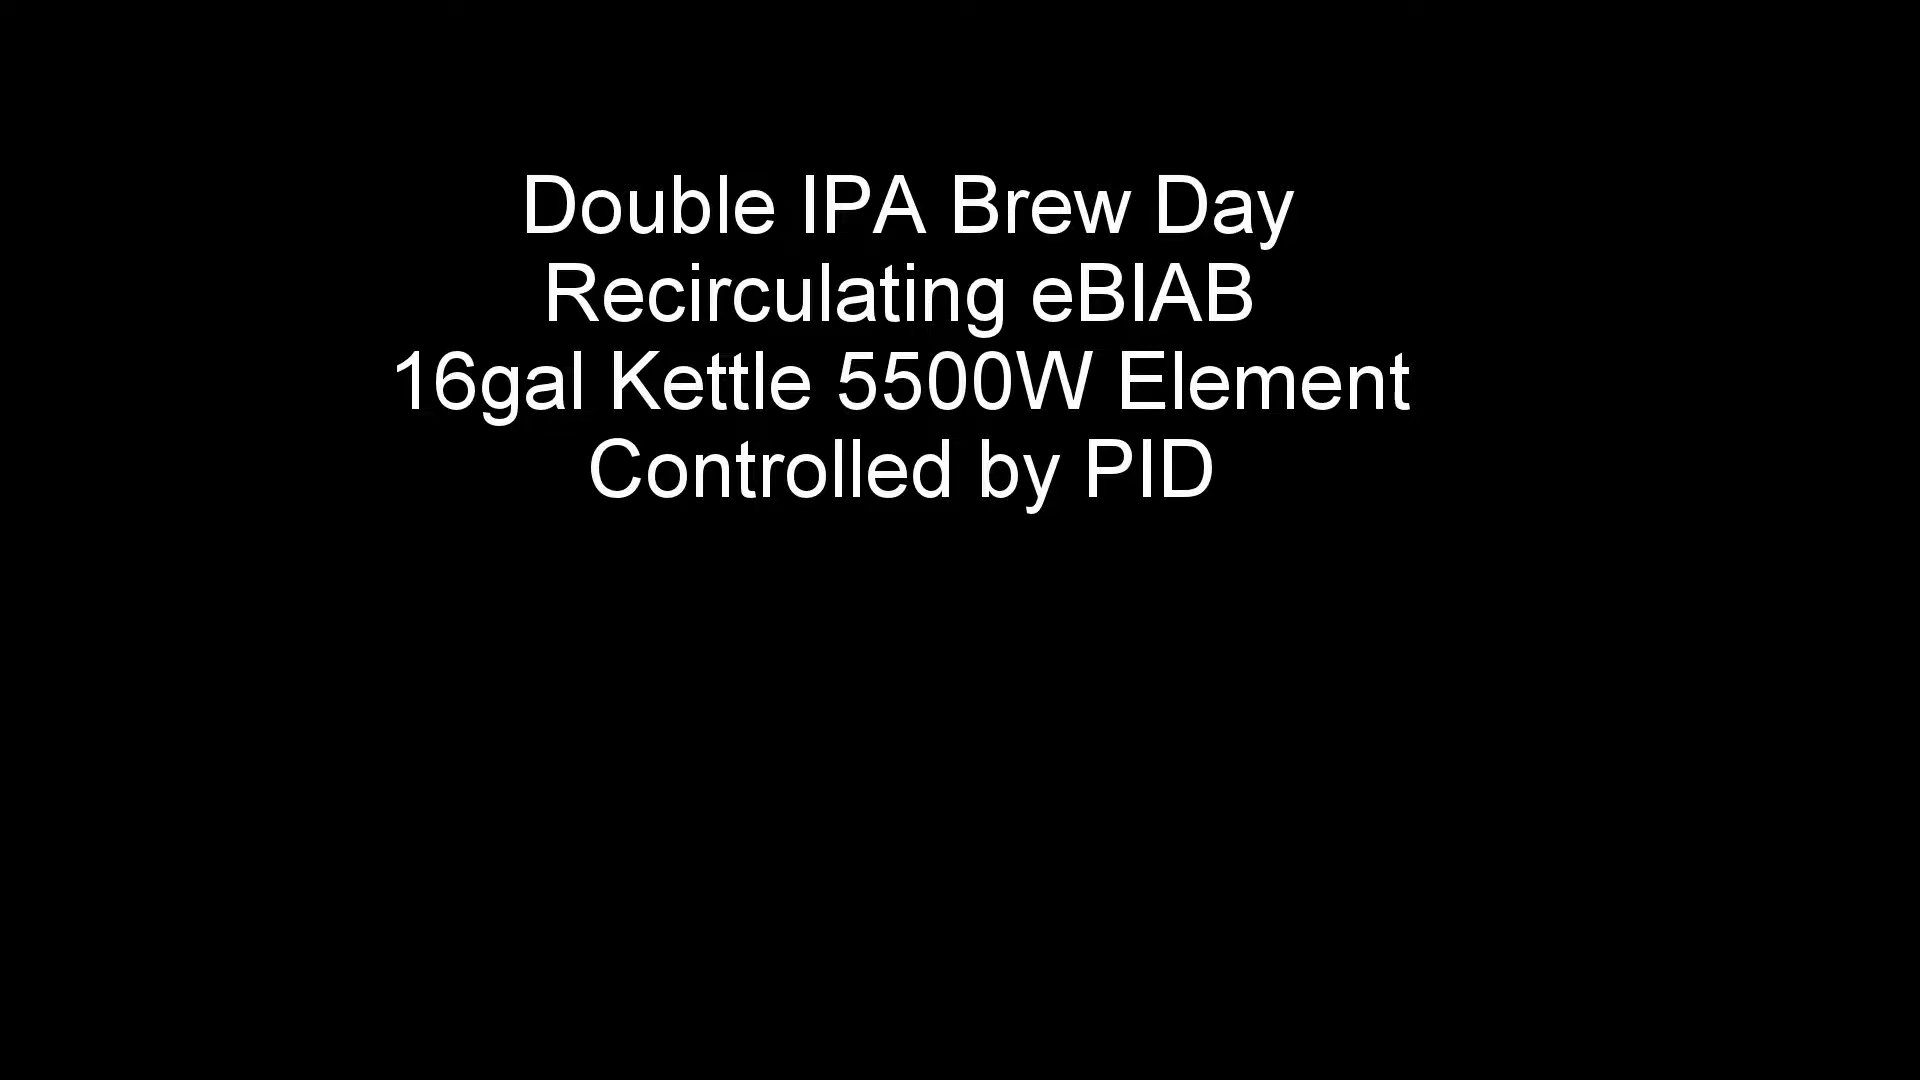 Double IPA Brew Day
Recirculating eBIAB
16gal Kettle 5500W Element
Controlled by PID